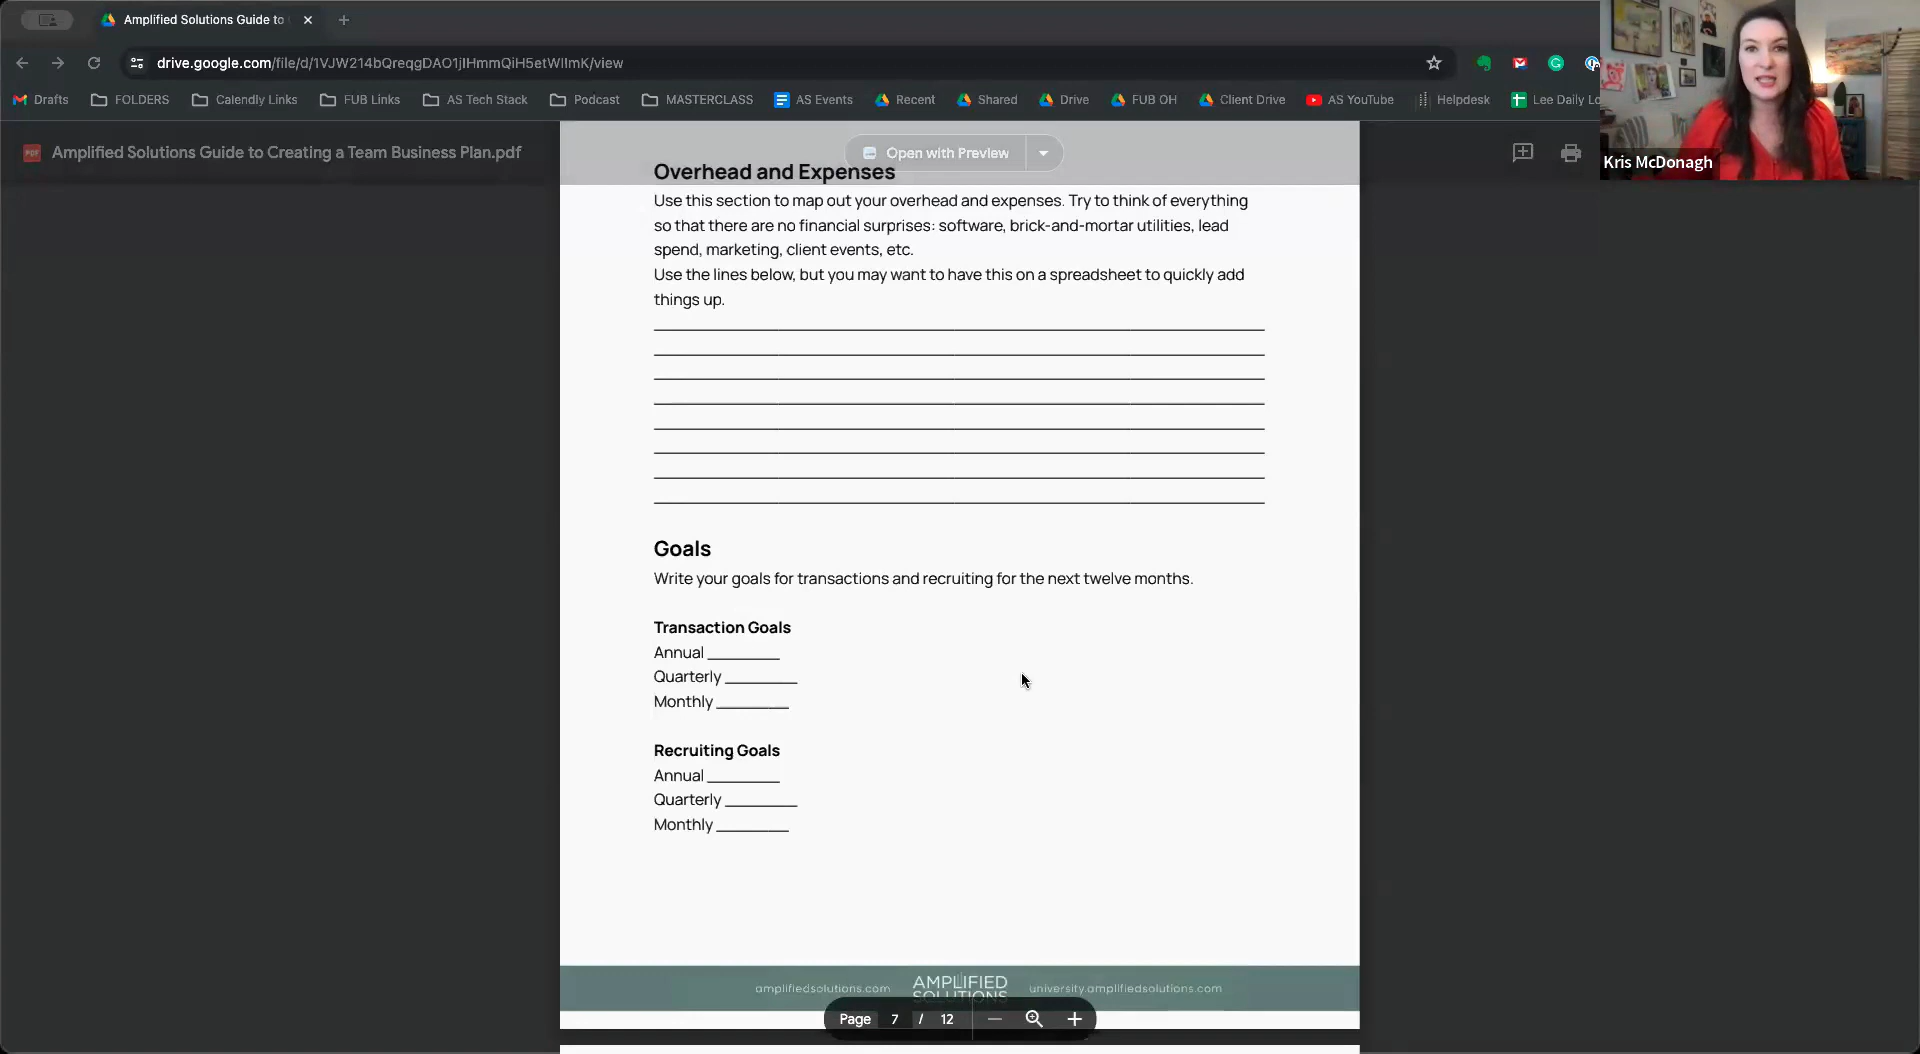 Amplified Solutions Guide to
drive.google.com/file/d/1VJW214bQreqgDAO1jIHmmQiH5etWIlmK/view
Drafts
FOLDERS
Calendly Links
FUB Links
AS Tech Stack
Podcast
MASTERCLASS
AS Events
Recent
Shared
Drive
FUB OH
Client Drive
AS YouTube
Helpdesk
Lee Daily Lo
Kris McDonagh
PDF
Amplified Solutions Guide to Creating a Team Business Plan.pdf
Open with Preview
Overhead and Expenses
Use this section to map out your overhead and expenses. Try to think of everything
so that there are no financial surprises: software, brick-and-mortar utilities, lead
spend, marketing, client events, etc.
Use the lines below, but you may want to have this on a spreadsheet to quickly add
things up.
Goals
Write your goals for transactions and recruiting for the next twelve months.
Transaction Goals
Annual ________
Quarterly ________
Monthly ________
Recruiting Goals
Annual ________
Quarterly ________
Monthly ________
amplifiedsolutions.com
AMPLIFIED
SOLUTIONS
university.amplifiedsolutions.com
Page 7 / 12